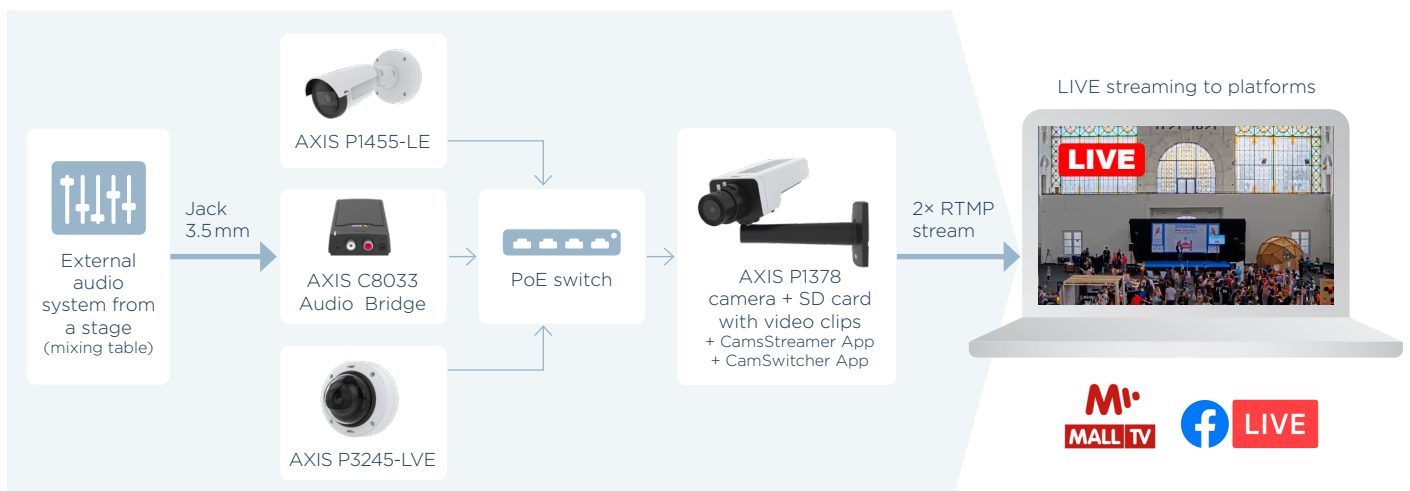 External
audio
system from
a stage
(mixing table)
Jack
3.5 mm
AXIS P1455-LE
AXIS C8033
Audio Bridge
AXIS P3245-LVE
PoE switch
AXIS P1378
camera + SD card
with video clips
+ CamsStreamer App
+ CamSwitcher App
2× RTMP
stream
LIVE streaming to platforms
LIVE
MALL TV
f LIVE